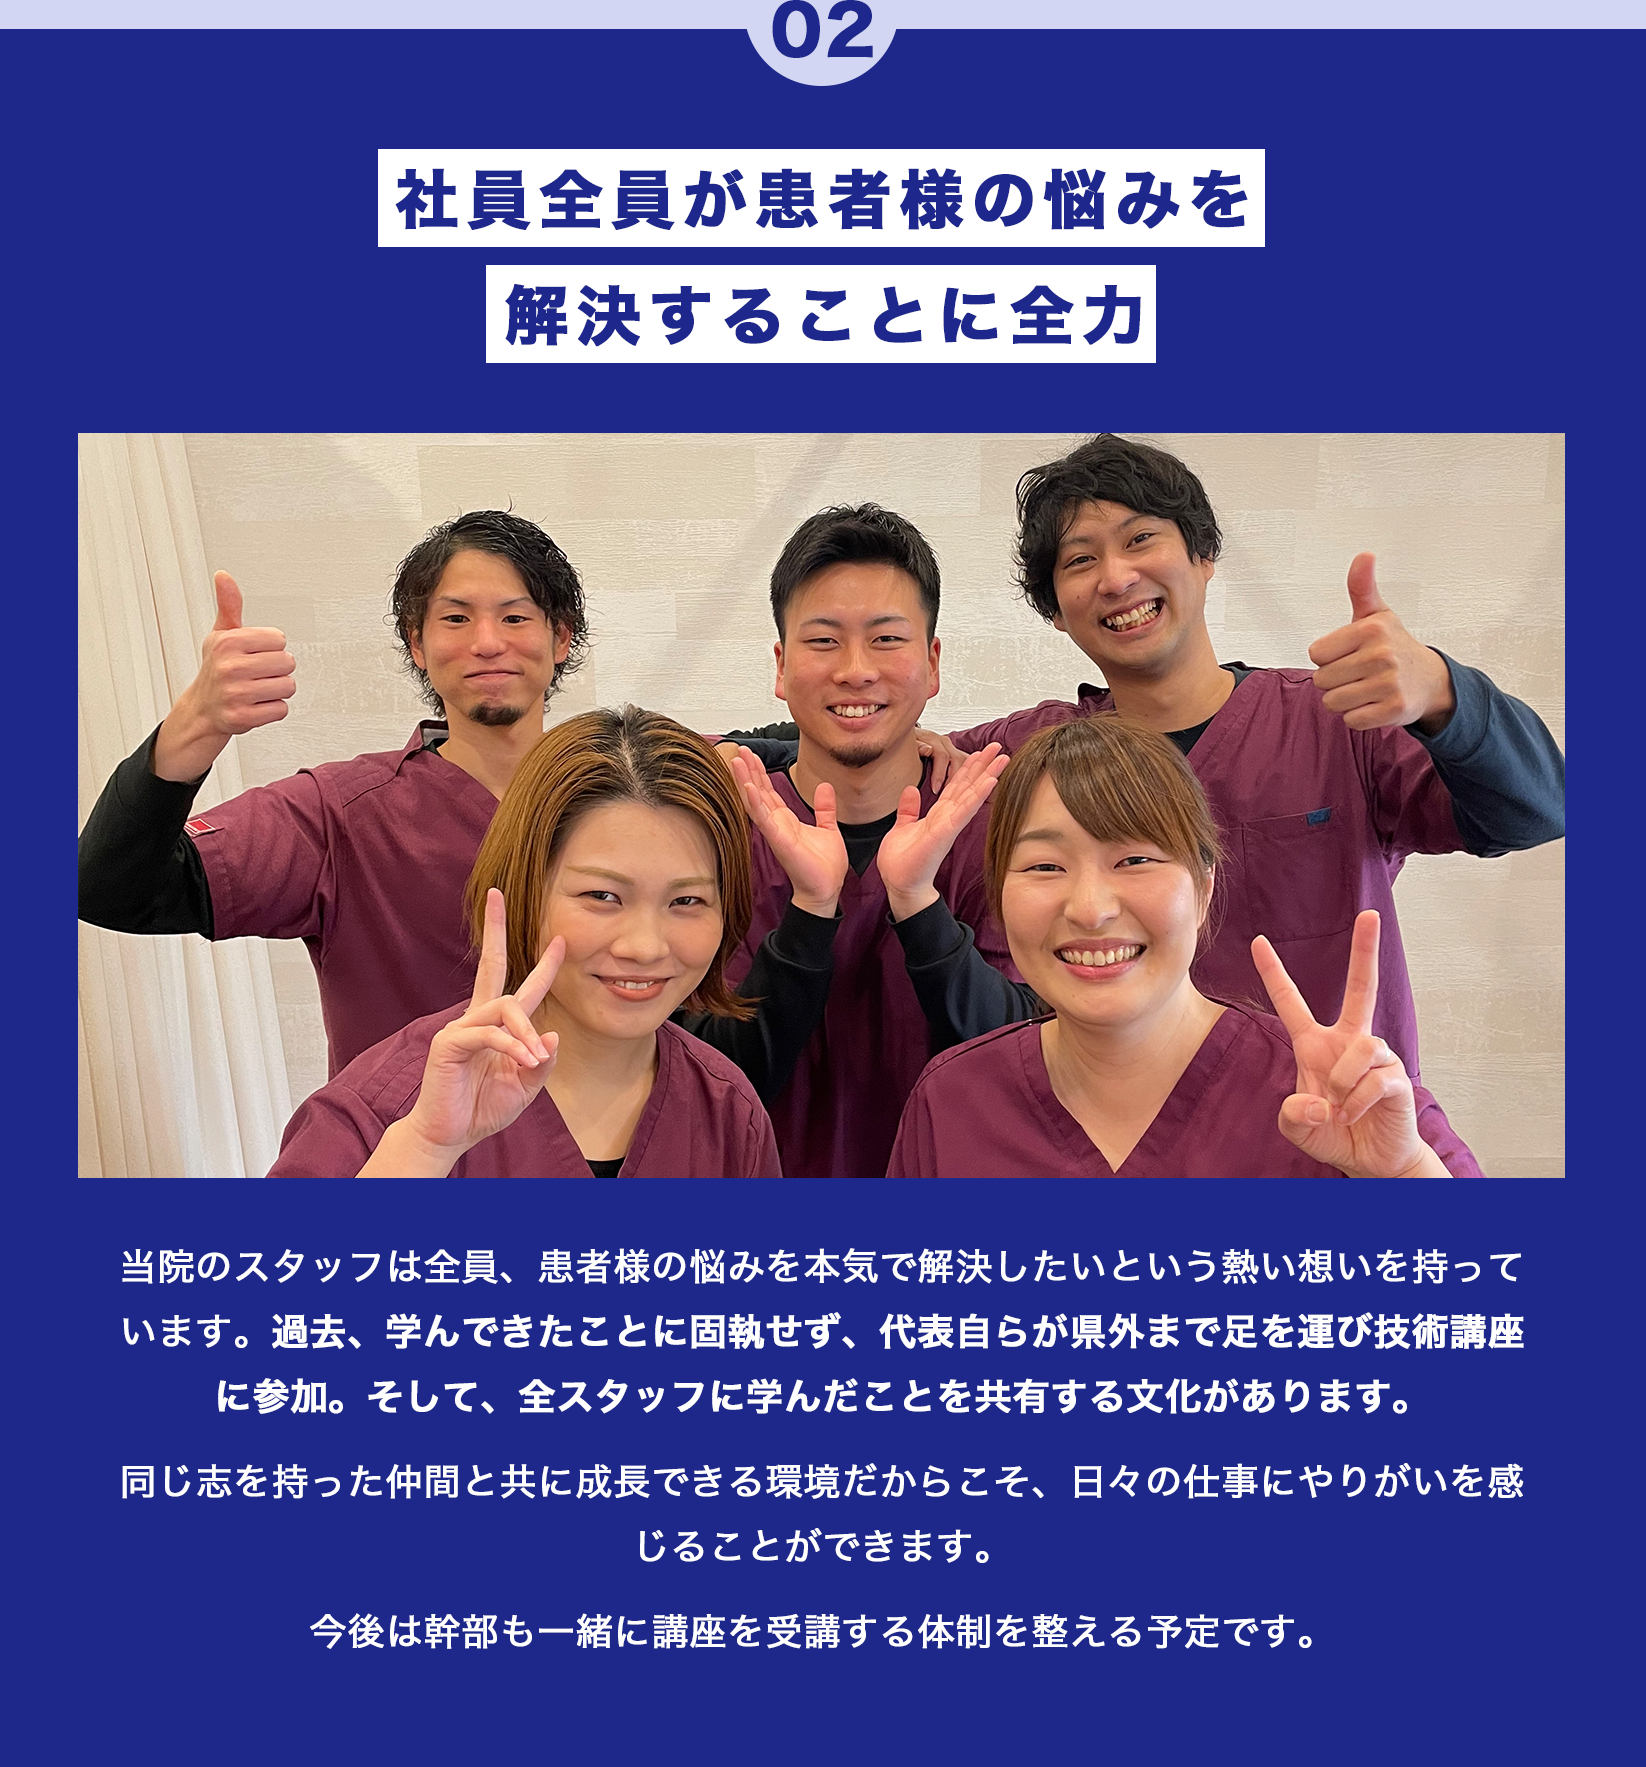 02
社員全員が患者様の悩みを
解決することに全力
当院のスタッフは全員、患者様の悩みを本気で解決したいという熱い想いを持って
います。過去、学んできたことに固執せず、代表自らが県外まで足を運び技術講座
に参加。そして、全スタッフに学んだことを共有する文化があります。
同じ志を持った仲間と共に成長できる環境だからこそ、日々の仕事にやりがいを感
じることができます。
今後は幹部も一緒に講座を受講する体制を整える予定です。